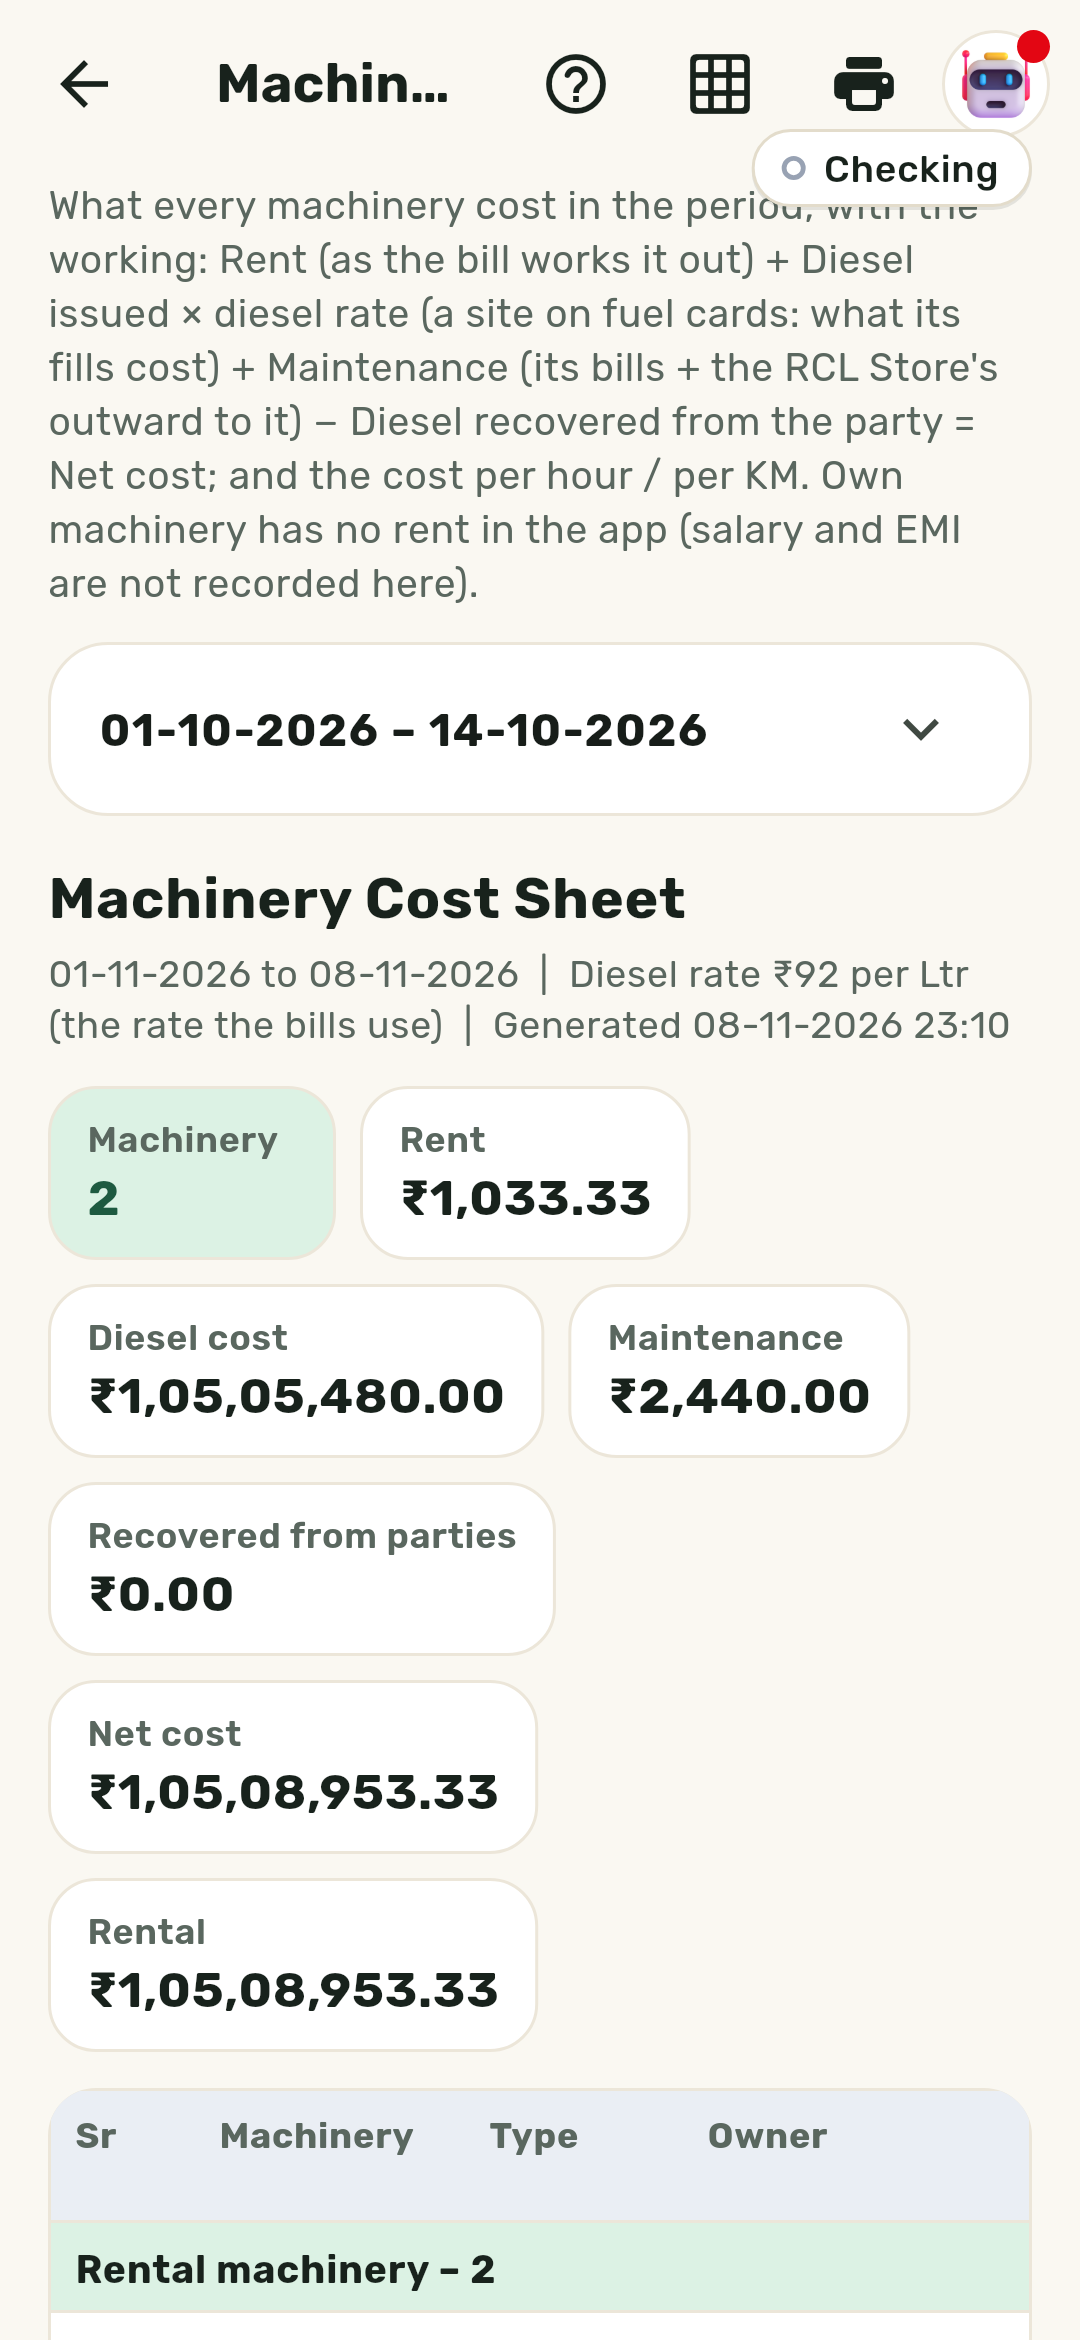 Machin...
Checking
What every machinery cost in the period, with the
working: Rent (as the bill works it out) + Diesel
issued × diesel rate (a site on fuel cards: what its
fills cost) + Maintenance (its bills + the RCL Store's
outward to it) − Diesel recovered from the party =
Net cost; and the cost per hour / per KM. Own
machinery has no rent in the app (salary and EMI
are not recorded here).
01-10-2026 – 14-10-2026
Machinery Cost Sheet
01-11-2026 to 08-11-2026 | Diesel rate ₹92 per Ltr
(the rate the bills use) | Generated 08-11-2026 23:10
Machinery
2
Rent
₹1,033.33
Diesel cost
₹1,05,05,480.00
Maintenance
₹2,440.00
Recovered from parties
₹0.00
Net cost
₹1,05,08,953.33
Rental
₹1,05,08,953.33
Sr Machinery Type Owner
Rental machinery – 2